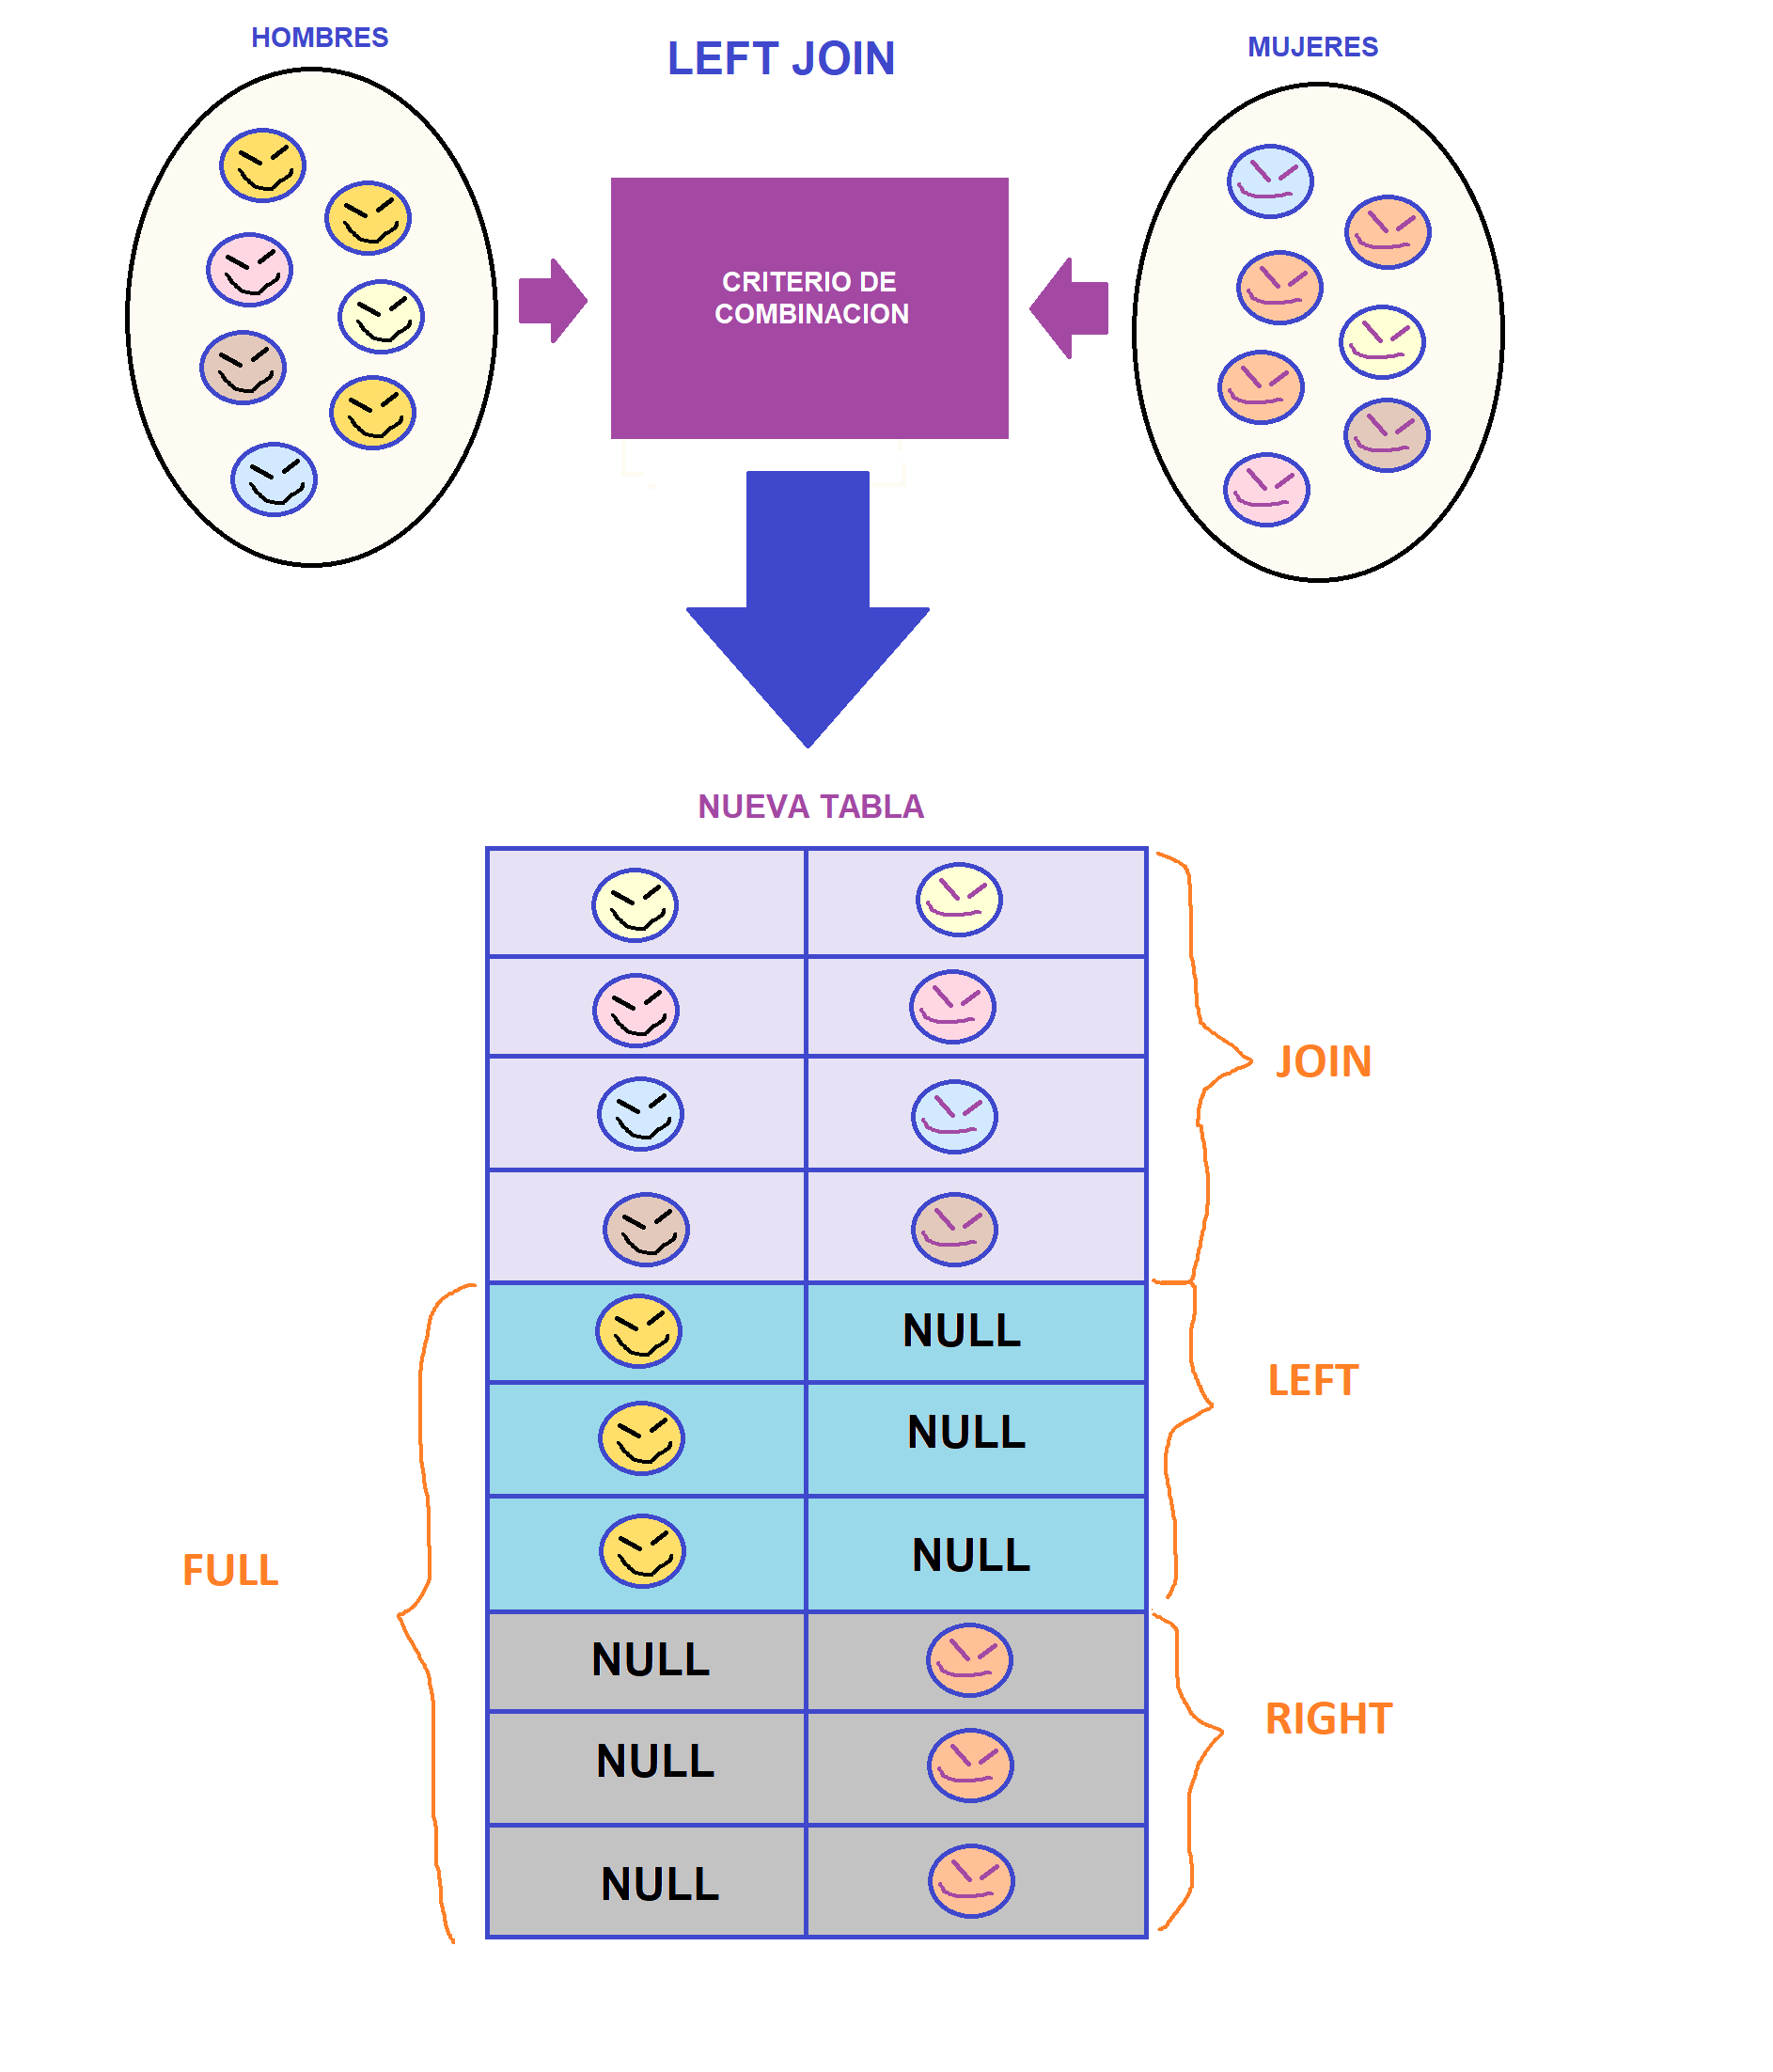 HOMBRES
LEFT JOIN
MUJERES
CRITERIO DE
COMBINACION
NUEVA TABLA
JOIN
NULL
LEFT
NULL
NULL
FULL
NULL
RIGHT
NULL
NULL